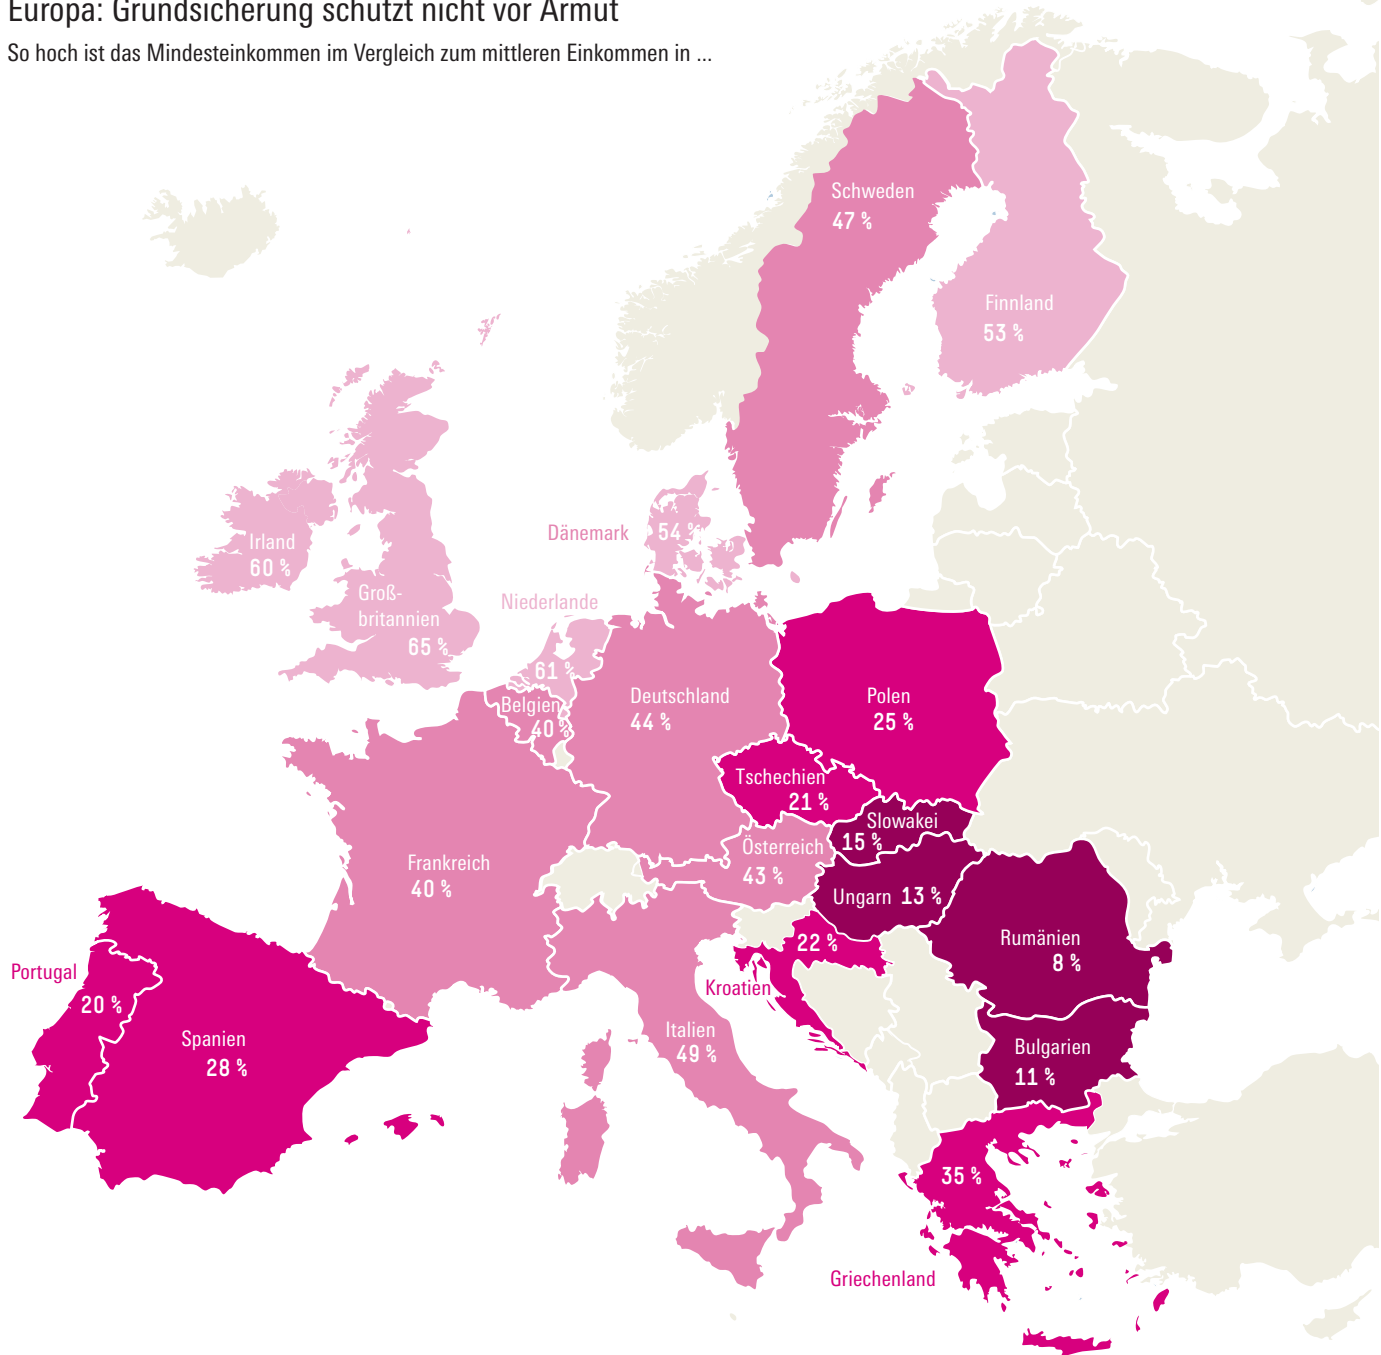 Europa: Grundsicherung schützt nicht vor Armut
So hoch ist das Mindesteinkommen im Vergleich zum mittleren Einkommen in ...
Schweden
47 %
Finnland
53 %
Dänemark
54 %
Irland
60 %
Groß-
britannien
65 %
Niederlande
61 %
Belgien
40 %
Deutschland
44 %
Polen
25 %
Tschechien
21 %
Slowakei
15 %
Österreich
43 %
Frankreich
40 %
Ungarn 13 %
Rumänien
8 %
22 %
Kroatien
Portugal
20 %
Spanien
28 %
Italien
49 %
Bulgarien
11 %
35 %
Griechenland